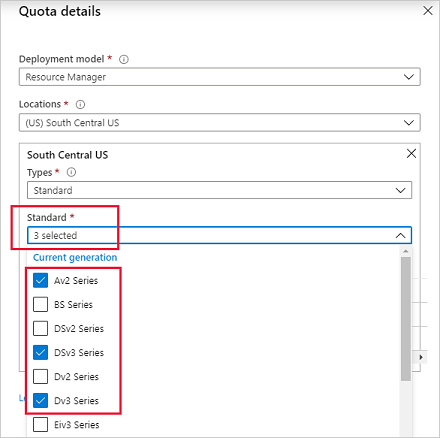 Quota details
Deployment model *
Resource Manager
Locations *
(US) South Central US
South Central US
Types *
Standard
Standard *
3 selected
Current generation
Av2 Series
BS Series
DSv2 Series
DSv3 Series
Dv2 Series
Dv3 Series
Eiv3 Series